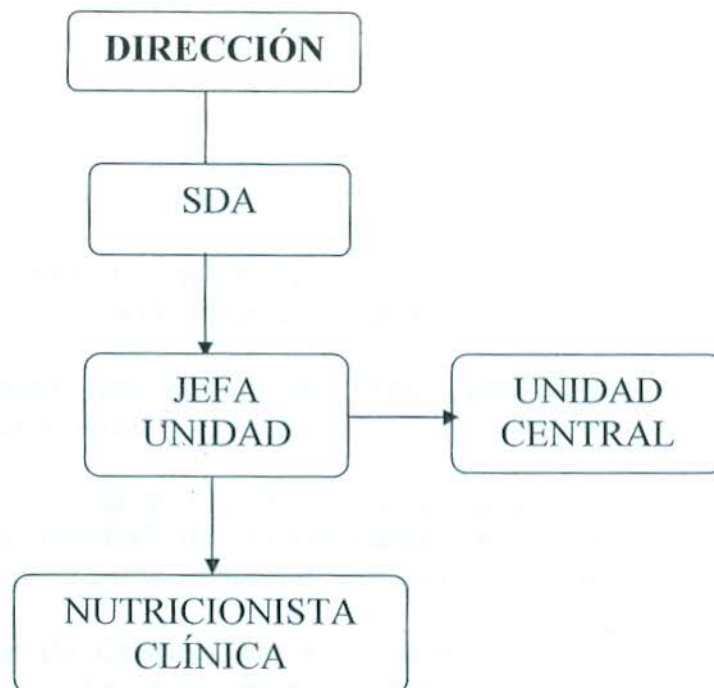 DIRECCIÓN
SDA
JEFA
UNIDAD
UNIDAD
CENTRAL
NUTRICIONISTA
CLÍNICA